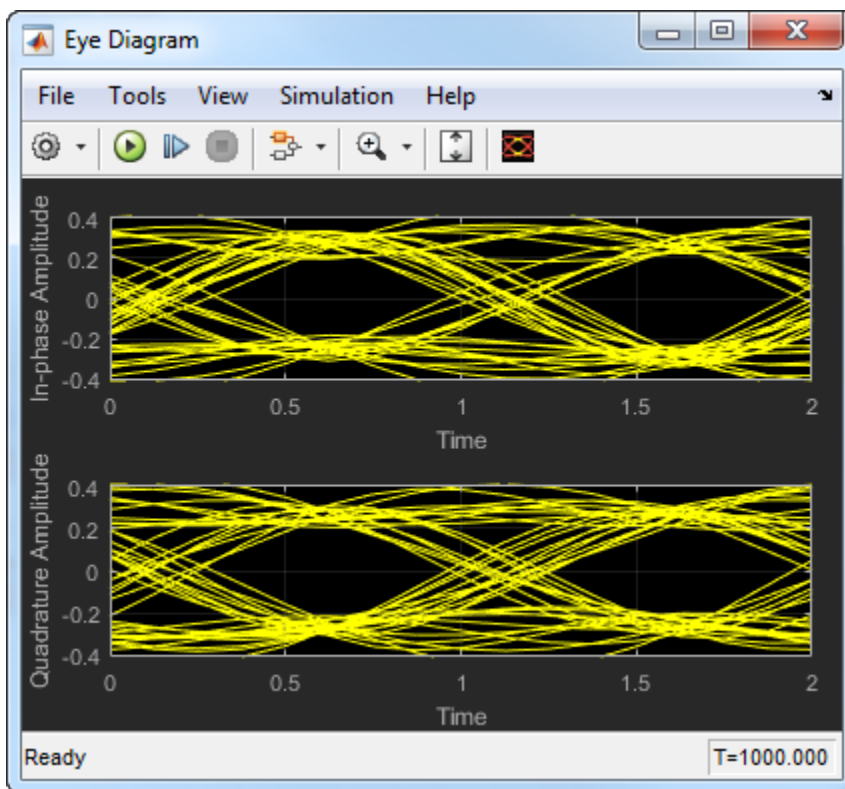 Eye Diagram
File Tools View Simulation Help
In-phase Amplitude
0.4
0.2
0
-0.2
-0.4
0 0.5 1 1.5 2
Time
Quadrature Amplitude
0.4
0.2
0
-0.2
-0.4
0 0.5 1 1.5 2
Time
Ready T=1000.000